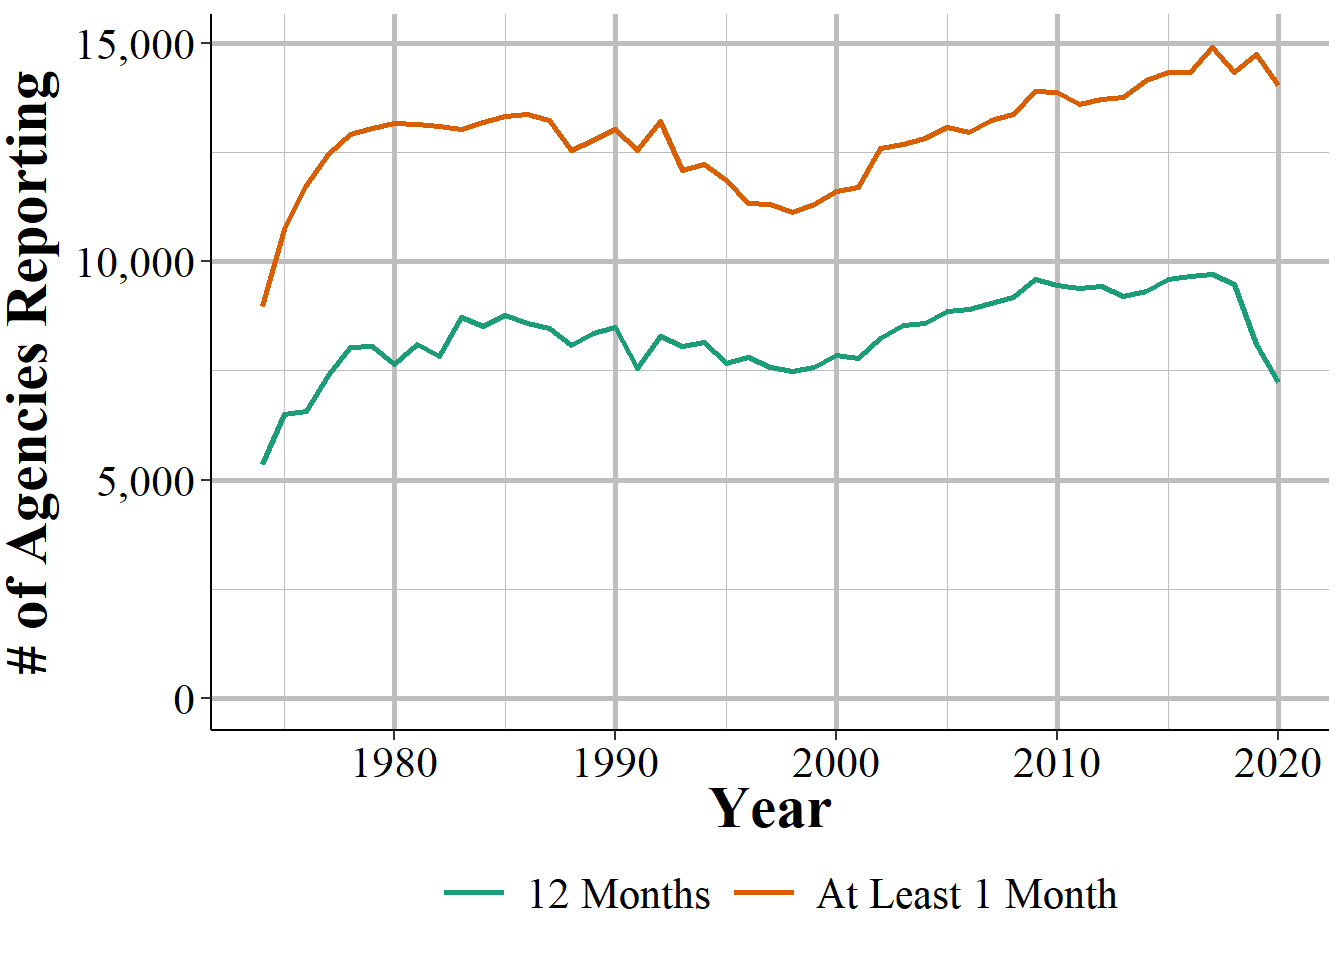 # of Agencies Reporting
15,000
10,000
5,000
0
1980 1990 2000 2010 2020
Year
12 Months At Least 1 Month